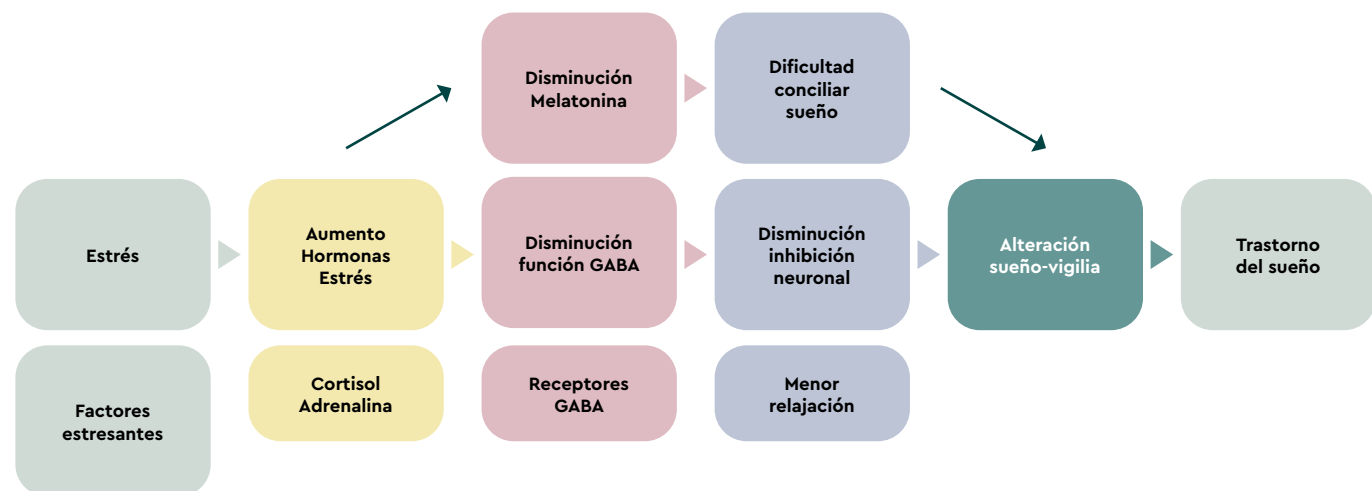 Disminución
Melatonina
Dificultad
conciliar
sueño
Estrés
Aumento
Hormonas
Estrés
Disminución
función GABA
Disminución
inhibición
neuronal
Alteración
sueño-vigilia
Trastorno
del sueño
Factores
estresantes
Cortisol
Adrenalina
Receptores
GABA
Menor
relajación